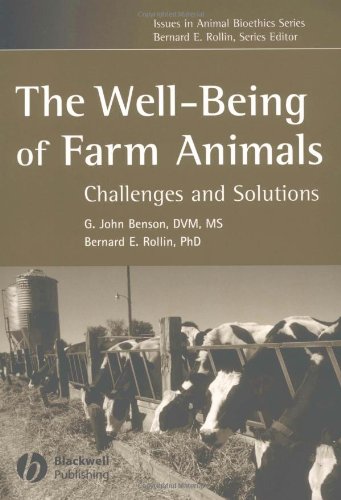 Issues in Animal Bioethics Series
Bernard E. Rollin, Series Editor
The Well-Being
of Farm Animals
Challenges and Solutions
G. John Benson, DVM, MS
Bernard E. Rollin, PhD
Blackwell
Publishing